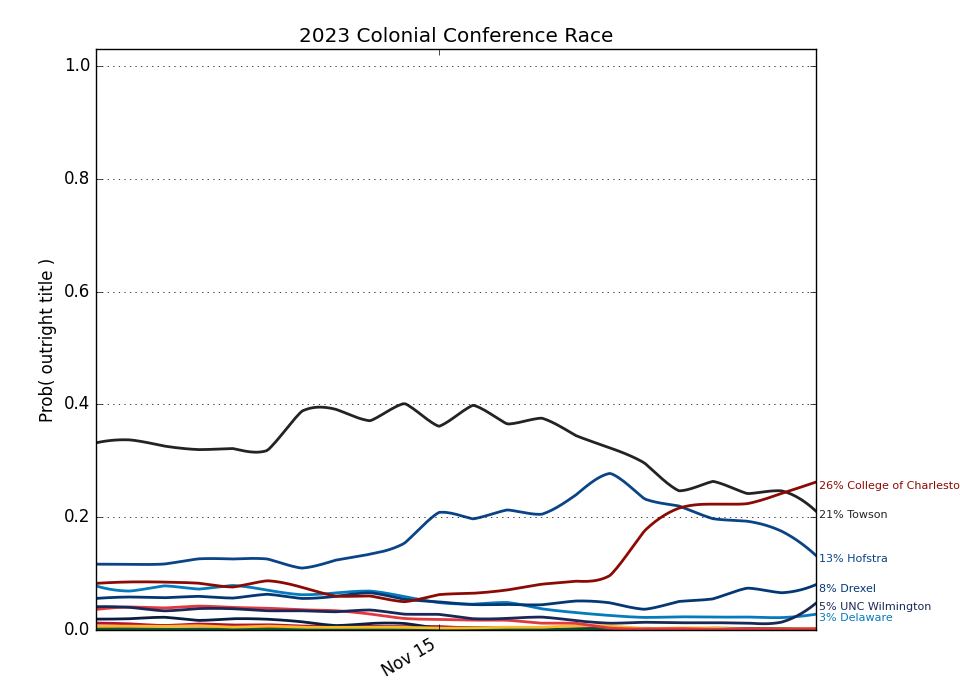 2023 Colonial Conference Race
1.0
0.8
0.6
0.4
0.2
0.0
Prob( outright title )
Nov 15
26% College of Charlesto
21% Towson
13% Hofstra
8% Drexel
5% UNC Wilmington
3% Delaware